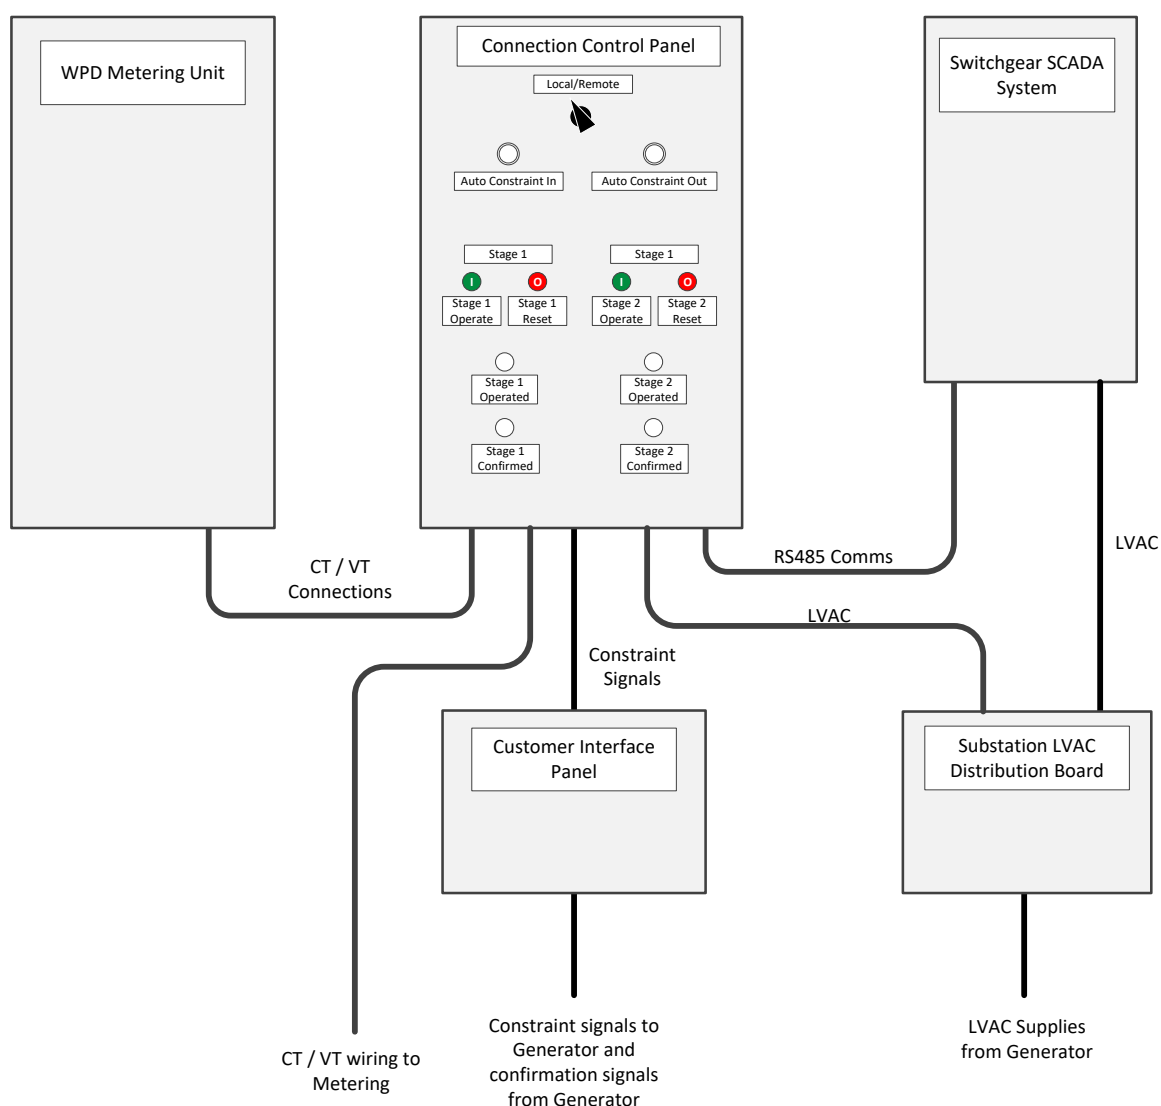 WPD Metering Unit
Connection Control Panel
Local/Remote
Auto Constraint In
Auto Constraint Out
Stage 1
Stage 1
I
O
I
O
Stage 1
Operate
Stage 1
Reset
Stage 2
Operate
Stage 2
Reset
Stage 1
Operated
Stage 2
Operated
Stage 1
Confirmed
Stage 2
Confirmed
Switchgear SCADA
System
CT / VT
Connections
RS485 Comms
LVAC
LVAC
Constraint
Signals
Customer Interface
Panel
Substation LVAC
Distribution Board
CT / VT wiring to
Metering
Constraint signals to
Generator and
confirmation signals
from Generator
LVAC Supplies
from Generator